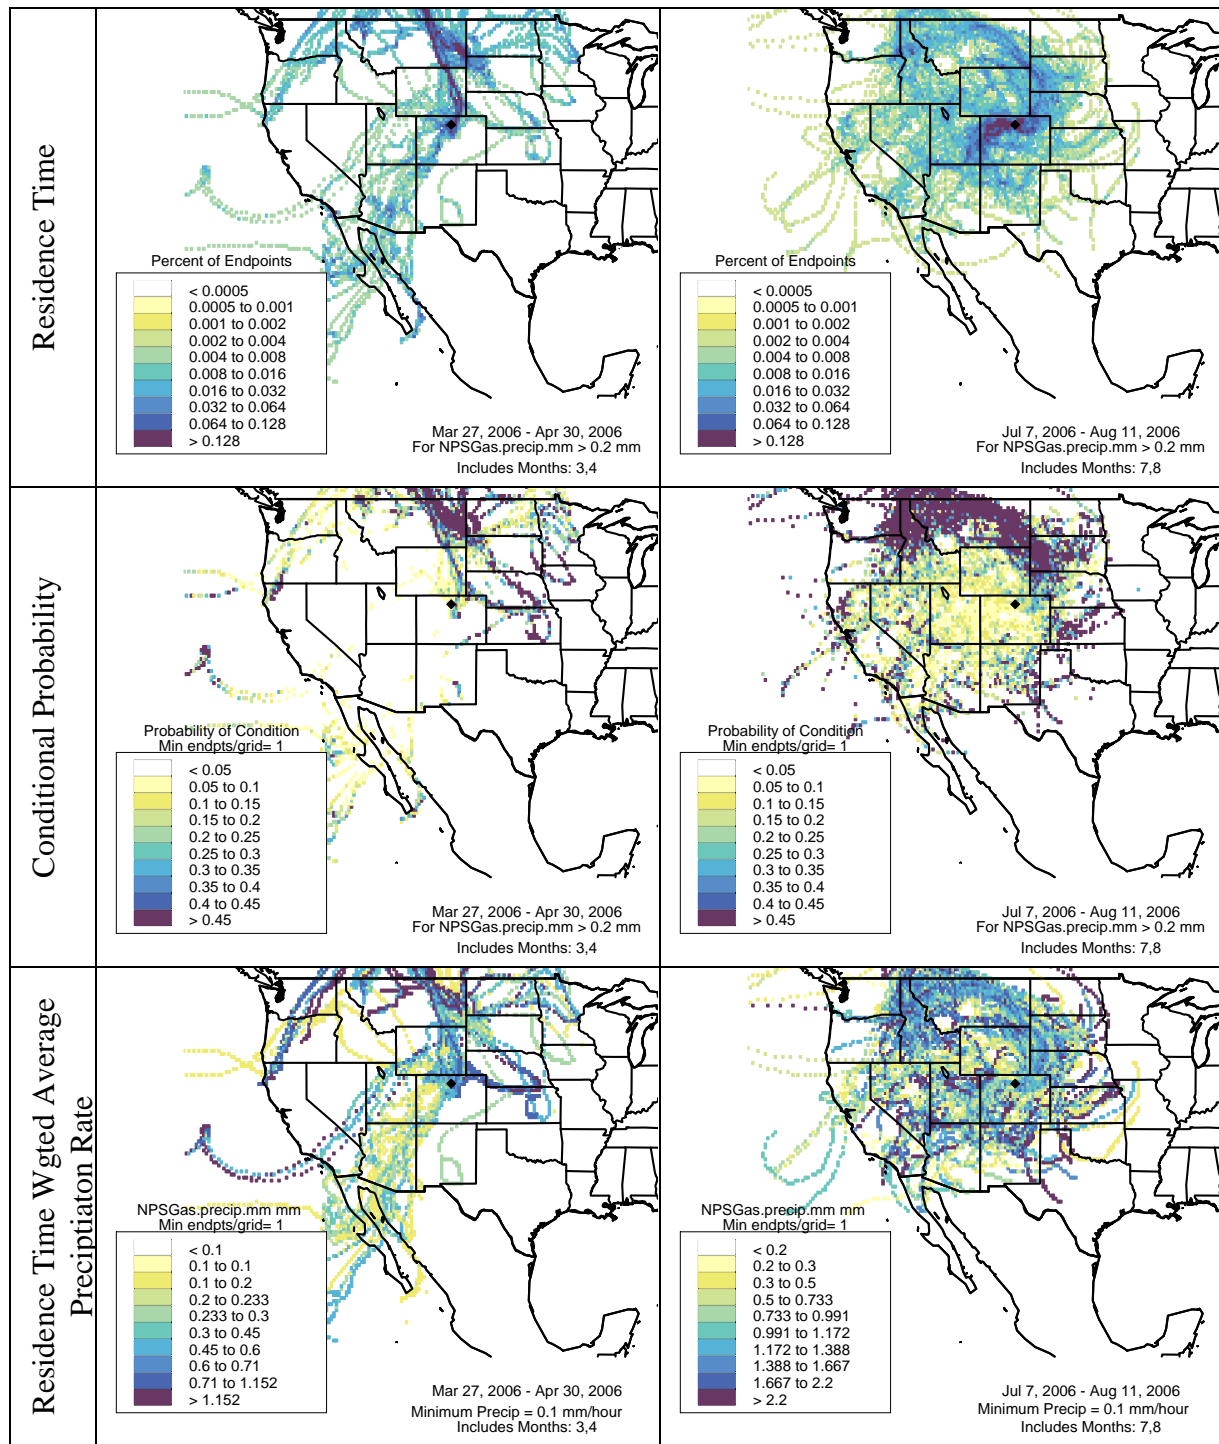 Residence Time
Percent of Endpoints
< 0.0005
0.0005 to 0.001
0.001 to 0.002
0.002 to 0.004
0.004 to 0.008
0.008 to 0.016
0.016 to 0.032
0.032 to 0.064
0.064 to 0.128
> 0.128
Mar 27, 2006 - Apr 30, 2006
For NPSGas.precip.mm > 0.2 mm
Includes Months: 3,4
Percent of Endpoints
< 0.0005
0.0005 to 0.001
0.001 to 0.002
0.002 to 0.004
0.004 to 0.008
0.008 to 0.016
0.016 to 0.032
0.032 to 0.064
0.064 to 0.128
> 0.128
Jul 7, 2006 - Aug 11, 2006
For NPSGas.precip.mm > 0.2 mm
Includes Months: 7,8
Conditional Probability
Probability of Condition
Min endpts/grid= 1
< 0.05
0.05 to 0.1
0.1 to 0.15
0.15 to 0.2
0.2 to 0.25
0.25 to 0.3
0.3 to 0.35
0.35 to 0.4
0.4 to 0.45
> 0.45
Mar 27, 2006 - Apr 30, 2006
For NPSGas.precip.mm > 0.2 mm
Includes Months: 3,4
Probability of Condition
Min endpts/grid= 1
< 0.05
0.05 to 0.1
0.1 to 0.15
0.15 to 0.2
0.2 to 0.25
0.25 to 0.3
0.3 to 0.35
0.35 to 0.4
0.4 to 0.45
> 0.45
Jul 7, 2006 - Aug 11, 2006
For NPSGas.precip.mm > 0.2 mm
Includes Months: 7,8
Residence Time Wgted Average
Preciptiaton Rate
NPSGas.precip.mm mm
Min endpts/grid= 1
< 0.1
0.1 to 0.1
0.1 to 0.2
0.2 to 0.233
0.233 to 0.3
0.3 to 0.45
0.45 to 0.6
0.6 to 0.71
0.71 to 1.152
> 1.152
Mar 27, 2006 - Apr 30, 2006
Minimum Precip = 0.1 mm/hour
Includes Months: 3,4
NPSGas.precip.mm mm
Min endpts/grid= 1
< 0.2
0.2 to 0.3
0.3 to 0.5
0.5 to 0.733
0.733 to 0.991
0.991 to 1.172
1.172 to 1.388
1.388 to 1.667
1.667 to 2.2
> 2.2
Jul 7, 2006 - Aug 11, 2006
Minimum Precip = 0.1 mm/hour
Includes Months: 7,8